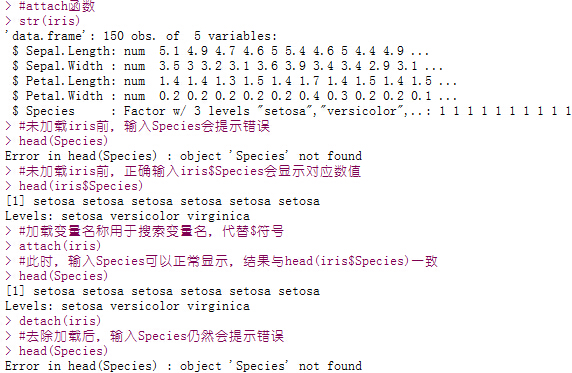 > #attach函数
> str(iris)
'data.frame': 150 obs. of  5 variables:
 $ Sepal.Length: num  5.1 4.9 4.7 4.6 5 5.4 4.6 5 4.4 4.9 ...
 $ Sepal.Width : num  3.5 3 3.2 3.1 3.6 3.9 3.4 3.4 2.9 3.1 ...
 $ Petal.Length: num  1.4 1.4 1.3 1.5 1.4 1.7 1.4 1.5 1.4 1.5 ...
 $ Petal.Width : num  0.2 0.2 0.2 0.2 0.2 0.4 0.3 0.2 0.2 0.1 ...
 $ Species     : Factor w/ 3 levels "setosa","versicolor",..: 1 1 1 1 1 1 1 1 1 1
> #未加载iris前, 输入Species会提示错误
> head(Species)
Error in head(Species) : object 'Species' not found
> #未加载iris前, 正确输入iris$Species会显示对应数值
> head(iris$Species)
[1] setosa setosa setosa setosa setosa setosa
Levels: setosa versicolor virginica
> #加载变量名称用于搜索变量名, 代替$符号
> attach(iris)
> #此时, 输入Species可以正常显示, 结果与head(iris$Species)一致
> head(Species)
[1] setosa setosa setosa setosa setosa setosa
Levels: setosa versicolor virginica
> detach(iris)
> #去除加载后, 输入Species仍然会提示错误
> head(Species)
Error in head(Species) : object 'Species' not found